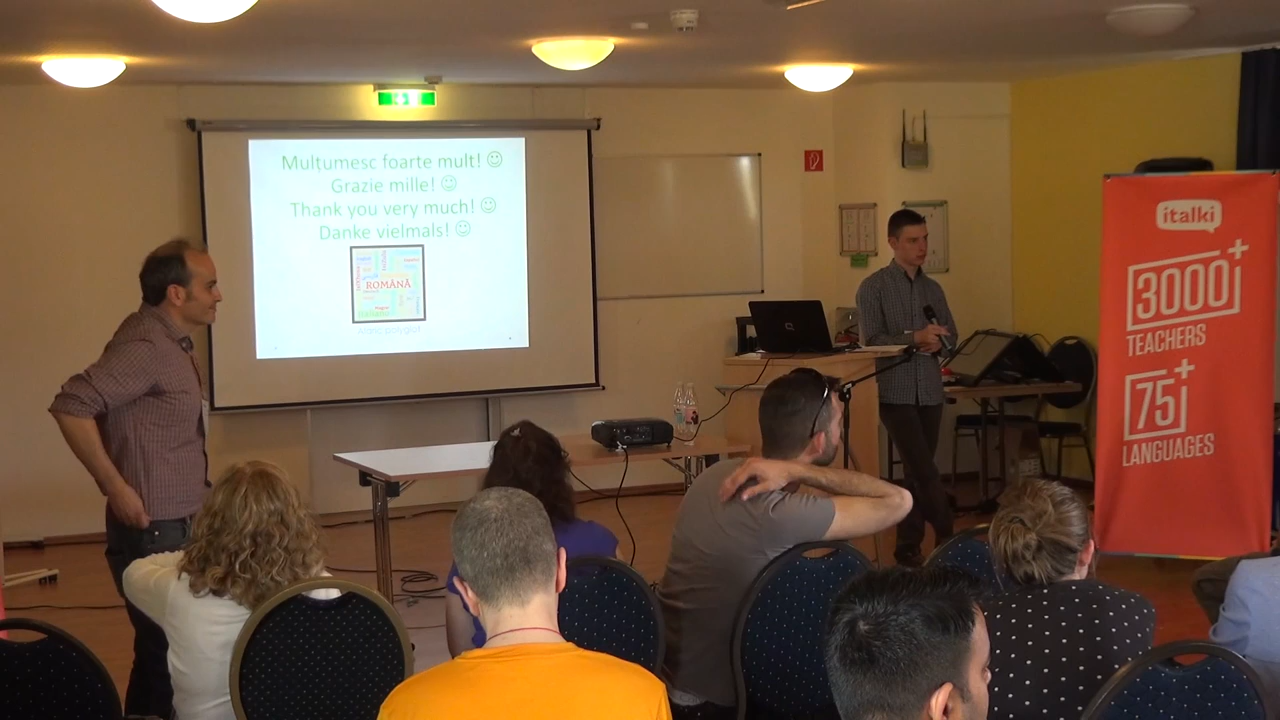 Mulțumesc foarte mult! ☺
Grazie mille! ☺
Thank you very much! ☺
Danke vielmals! ☺
ROMÂNĂ
italki
3000+
TEACHERS
75+
LANGUAGES